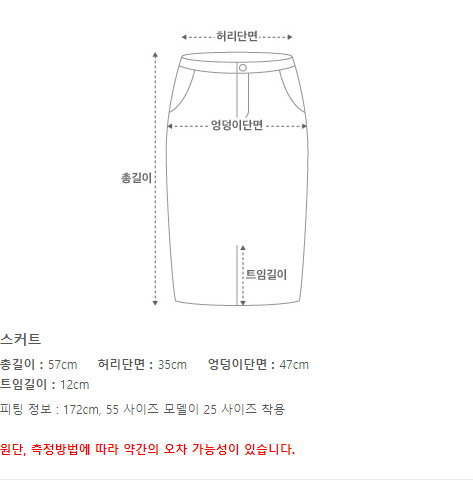 허리단면
엉덩이단면
총길이
트임길이
스커트
총길이 : 57cm 허리단면 : 35cm 엉덩이단면 : 47cm
트임길이 : 12cm
피팅 정보 : 172cm, 55 사이즈 모델이 25 사이즈 착용
원단, 측정방법에 따라 약간의 오차 가능성이 있습니다.